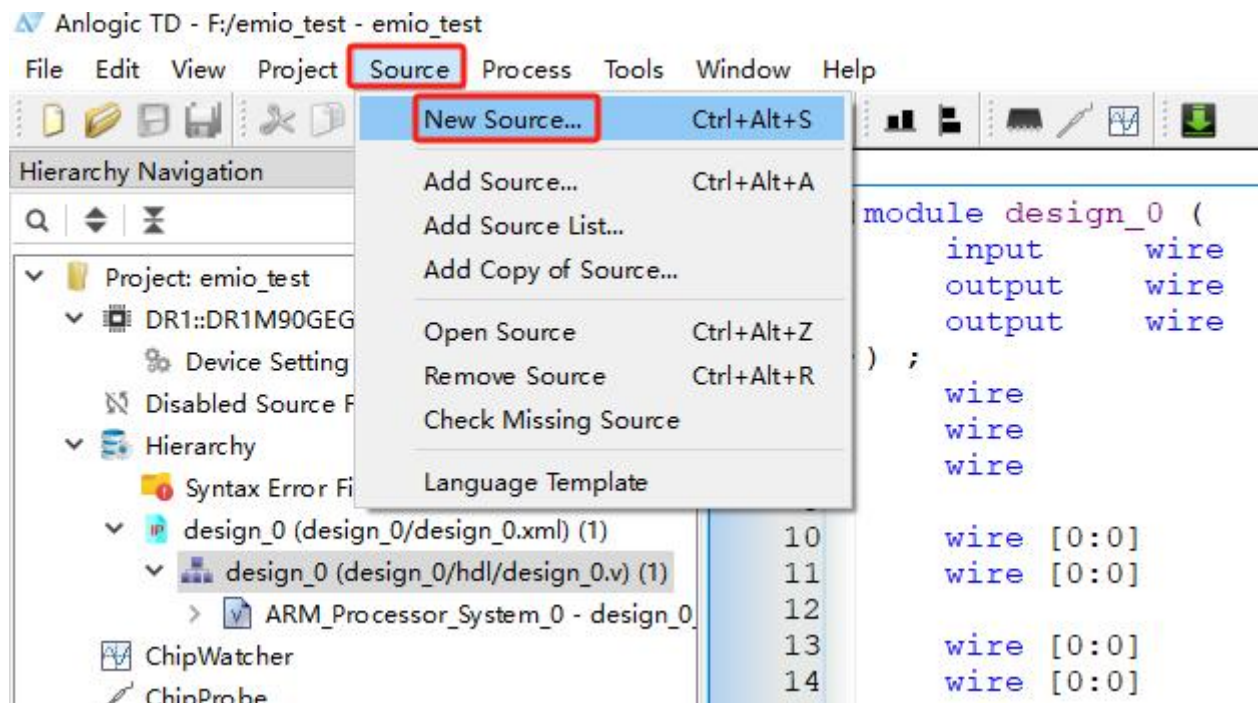 Anlogic TD - F:/emio_test - emio_test
File Edit View Project Source Process Tools Window Help
New Source... Ctrl+Alt+S
Add Source... Ctrl+Alt+A
Add Source List...
Add Copy of Source...
Open Source Ctrl+Alt+Z
Remove Source Ctrl+Alt+R
Check Missing Source
Language Template
Hierarchy Navigation
Project: emio_test
DR1::DR1M90GEG
Device Setting
Disabled Source F
Hierarchy
Syntax Error Fi
IP design_0 (design_0/design_0.xml) (1)
design_0 (design_0/hdl/design_0.v) (1)
ARM_Processor_System_0 - design_0_
ChipWatcher
ChipProbe
module design_0 (
input wire
output wire
output wire
) ;
wire
wire
wire
10 wire [0:0]
11 wire [0:0]
12
13 wire [0:0]
14 wire [0:0]